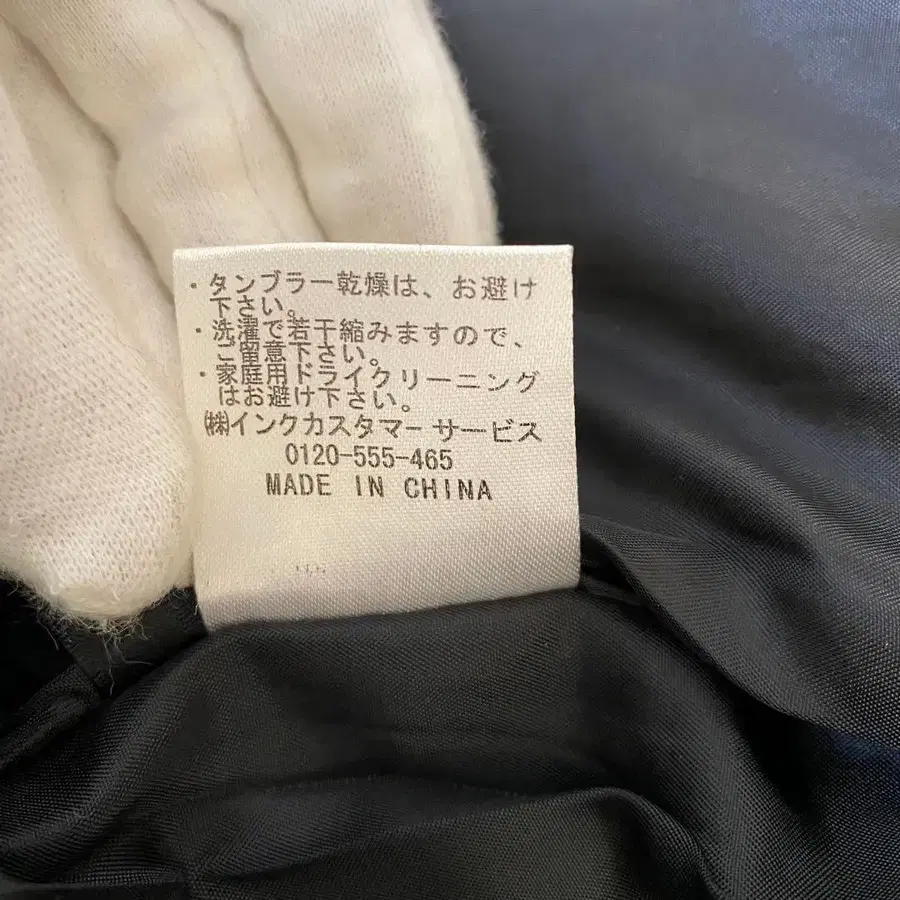 ・タンブラー乾燥は、お避け
下さい。
・洗濯で若干縮みますので、
ご留意下さい。
・家庭用ドライクリーニング
はお避け下さい。
㈱インクカスタマーサービス
0120-555-465
MADE IN CHINA